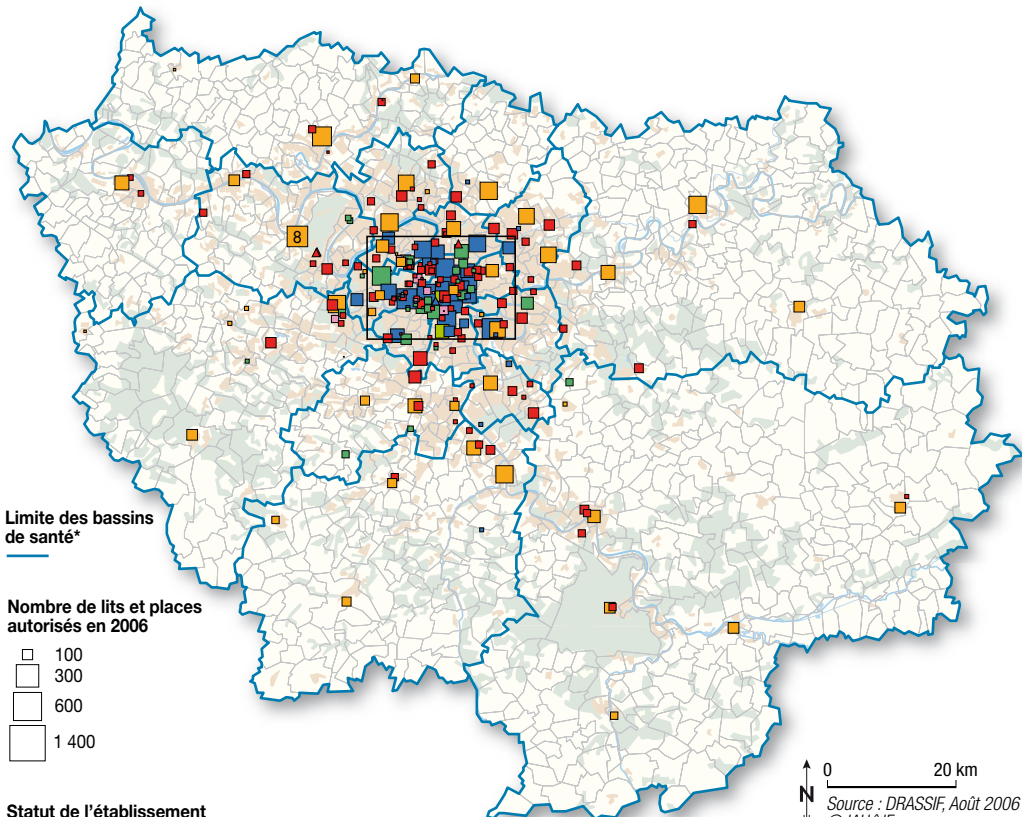 8
Limite des bassins
de santé*
Nombre de lits et places
autorisés en 2006
100
300
600
1 400
Statut de l'établissement
0 20 km
N
Source : DRASSIF, Août 2006